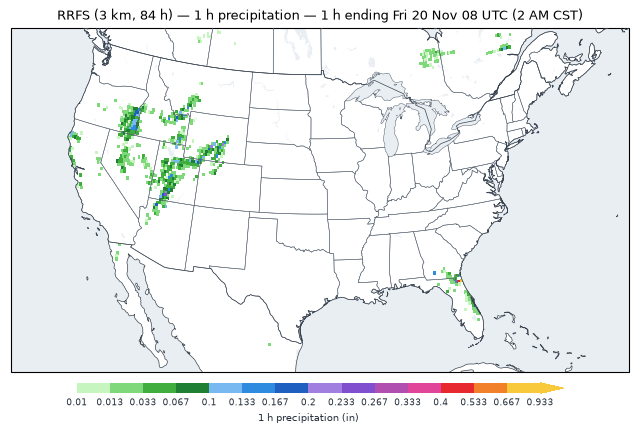 RRFS (3 km, 84 h) — 1 h precipitation — 1 h ending Fri 20 Nov 08 UTC (2 AM CST)
0.01 0.013 0.033 0.067 0.1 0.133 0.167 0.2 0.233 0.267 0.333 0.4 0.533 0.667 0.933
1 h precipitation (in)